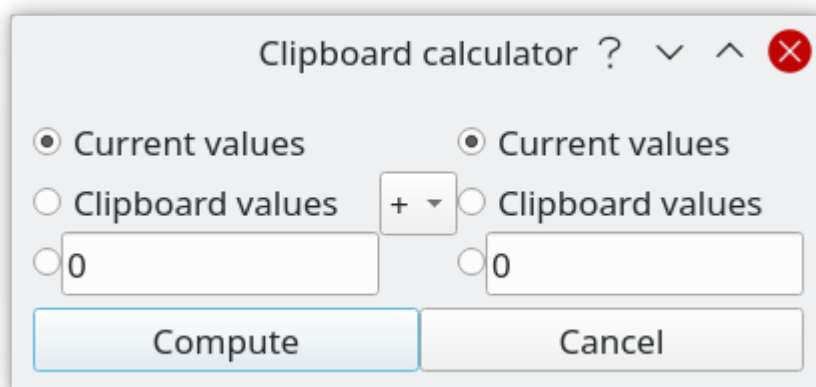 Clipboard calculator ?
Current values Current values
Clipboard values + Clipboard values
0 0
Compute Cancel